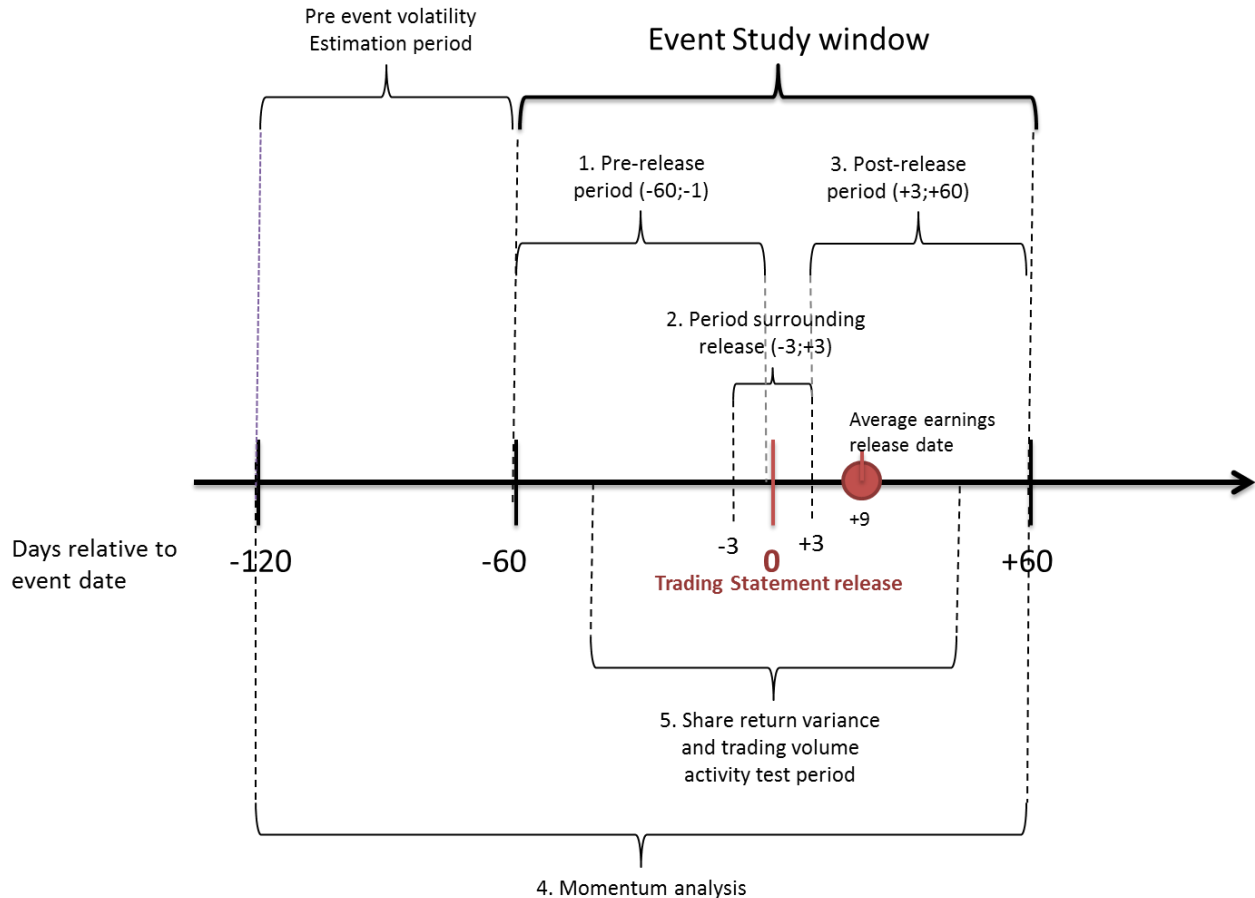 Pre event volatility
Estimation period
Event Study window
1. Pre-release
period (-60;-1)
3. Post-release
period (+3;+60)
2. Period surrounding
release (-3;+3)
Average earnings
release date
+9
-3
+3
Days relative to
event date
-120
-60
0
+60
Trading Statement release
5. Share return variance
and trading volume
activity test period
4. Momentum analysis